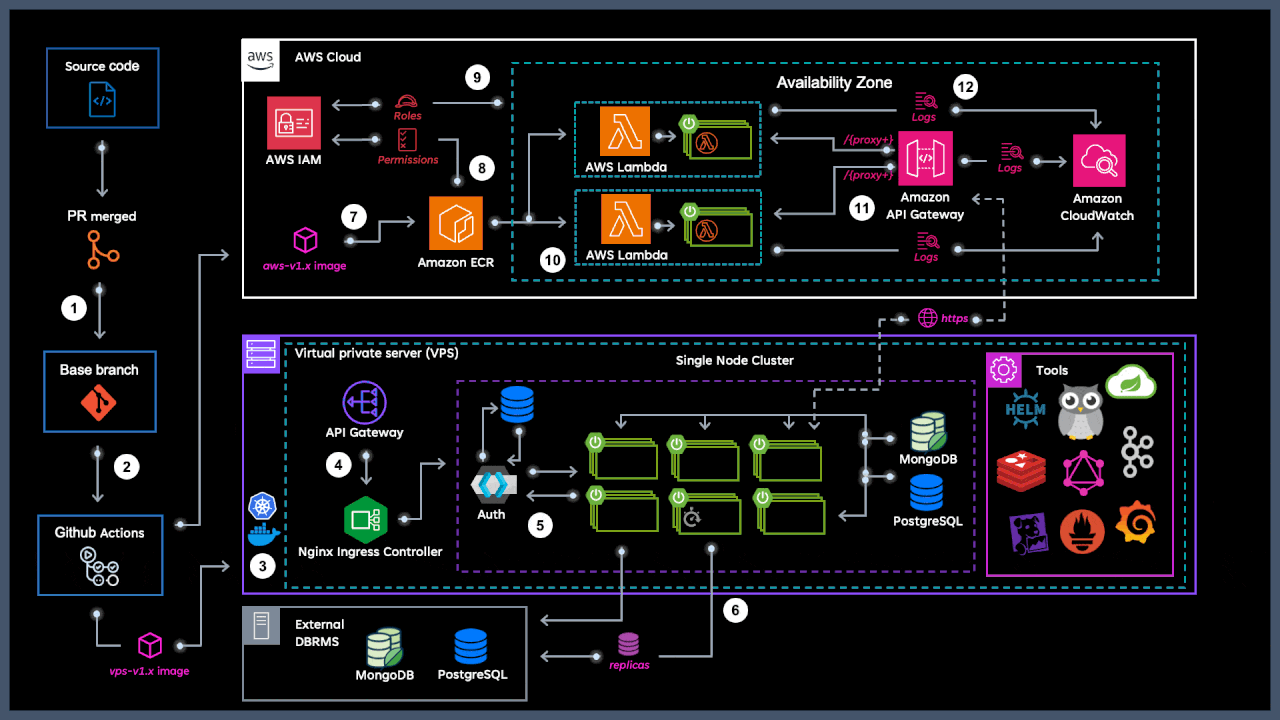 Source code
PR merged
1
Base branch
2
Github Actions
vps-v1.x image
aws
AWS Cloud
9
AWS IAM
Roles
Permissions
8
7
aws-v1.x image
Amazon ECR
Availability Zone
12
AWS Lambda
AWS Lambda
10
/{proxy+}
/{proxy+}
11
Logs
Logs
Logs
Amazon
API Gateway
Amazon
CloudWatch
https
Virtual private server (VPS)
Single Node Cluster
API Gateway
4
Nginx Ingress Controller
3
Auth
5
MongoDB
PostgreSQL
Tools
HELM
6
External
DBRMS
MongoDB
PostgreSQL
replicas